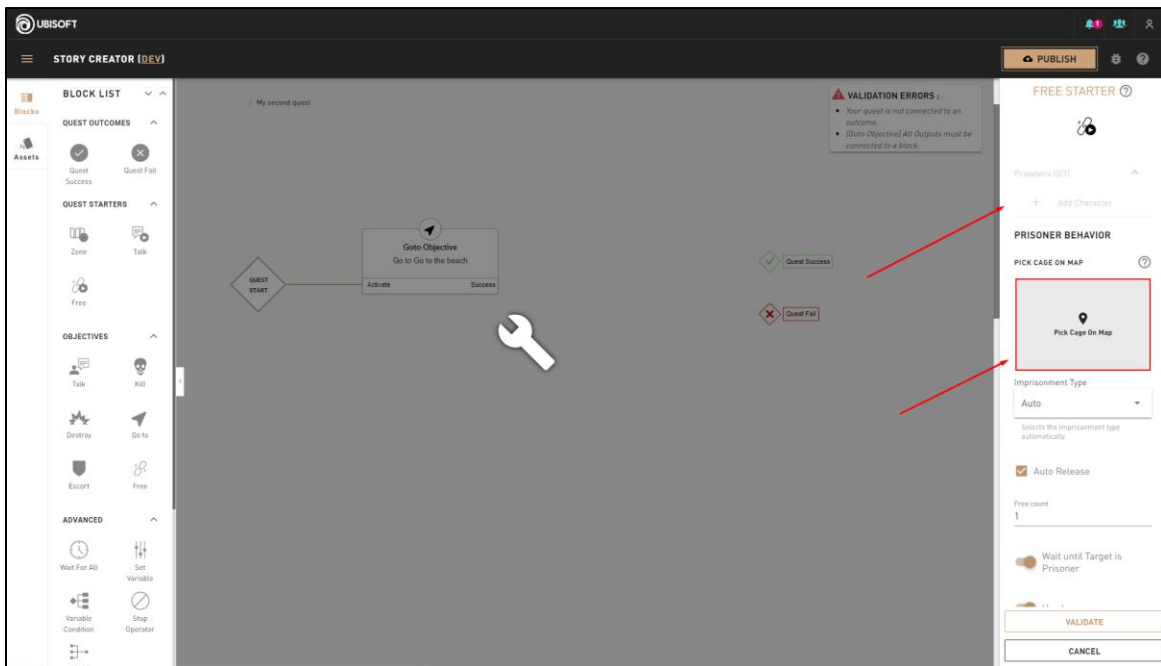 UBISOFT
1
STORY CREATOR (DEV)
PUBLISH
Blocks
Assets
BLOCK LIST
QUEST OUTCOMES
Quest
Success
Quest Fail
QUEST STARTERS
Zone
Talk
Free
OBJECTIVES
Talk
Kill
Destroy
Go to
Escort
Free
ADVANCED
Wait For All
Set
Variable
Variable
Condition
Stop
Operator
/ My second quest
VALIDATION ERRORS :
Your quest is not connected to an
outcome.
[Goto Objective] All Outputs must be
connected to a block.
QUEST
START
Goto Objective
Go to Go to the beach
Activate
Success
Quest Success
Quest Fail
FREE STARTER
Prisoners (0/1)
+ Add Character
PRISONER BEHAVIOR
PICK CAGE ON MAP
Pick Cage On Map
Imprisonment Type
Auto
Selects the Imprisonment type
automatically.
Auto Release
Free count
1
Wait until Target is
Prisoner
VALIDATE
CANCEL